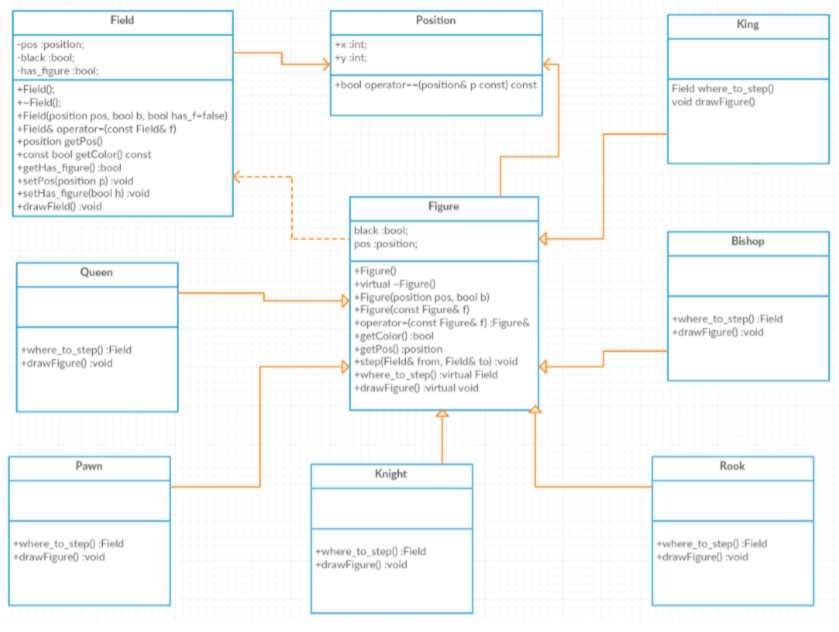 Field
-pos :position;
-black :bool;
-has_figure :bool;
+Field();
+~Field();
+Field(position pos, bool b, bool has_f=false)
+Field& operator=(const Field& f)
+position getPos()
+const bool getColor() const
+getHas_figure() :bool
+setPos(position p) :void
+setHas_figure(bool h) :void
+drawField() :void
Position
+x :int;
+y :int;
+bool operator==(position& p const) const
King
Field where_to_step()
void drawFigure()
Figure
black :bool;
pos :position;
+Figure()
+virtual ~Figure()
+Figure(position pos, bool b)
+Figure(const Figure& f)
+operator=(const Figure& f) :Figure&
+getColor() :bool
+getPos() :position
+step(Field& from, Field& to) :void
+where_to_step() :virtual Field
+drawFigure() :virtual void
Queen
+where_to_step() :Field
+drawFigure() :void
Bishop
+where_to_step() :Field
+drawFigure() :void
Pawn
+where_to_step() :Field
+drawFigure() :void
Knight
+where_to_step() :Field
+drawFigure() :void
Rook
+where_to_step() :Field
+drawFigure() :void